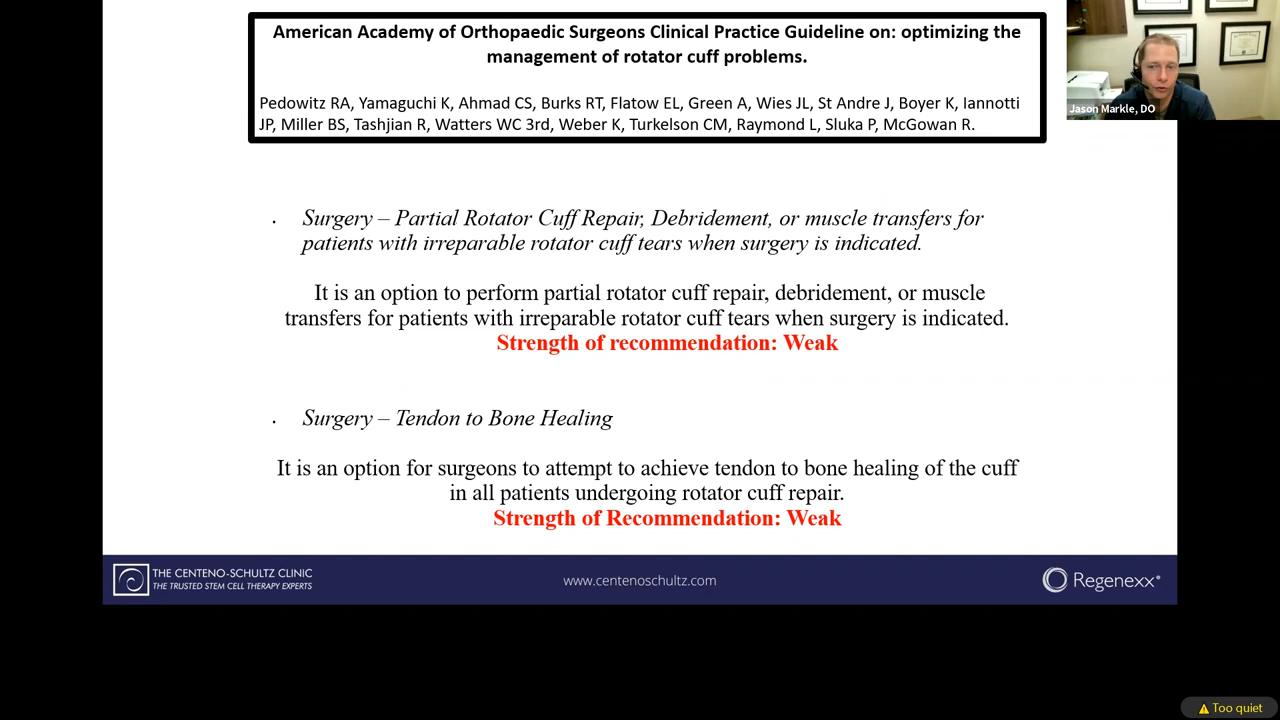 American Academy of Orthopaedic Surgeons Clinical Practice Guideline on: optimizing the
management of rotator cuff problems.
Pedowitz RA, Yamaguchi K, Ahmad CS, Burks RT, Flatow EL, Green A, Wies JL, St Andre J, Boyer K, Iannotti
JP, Miller BS, Tashjian R, Watters WC 3rd, Weber K, Turkelson CM, Raymond L, Sluka P, McGowan R.
Jason Markle, DO
• Surgery – Partial Rotator Cuff Repair, Debridement, or muscle transfers for
patients with irreparable rotator cuff tears when surgery is indicated.
It is an option to perform partial rotator cuff repair, debridement, or muscle
transfers for patients with irreparable rotator cuff tears when surgery is indicated.
Strength of recommendation: Weak
• Surgery – Tendon to Bone Healing
It is an option for surgeons to attempt to achieve tendon to bone healing of the cuff
in all patients undergoing rotator cuff repair.
Strength of Recommendation: Weak
THE CENTENO-SCHULTZ CLINIC
THE TRUSTED STEM CELL THERAPY EXPERTS
www.centenoschultz.com
Regenexx®
Too quiet